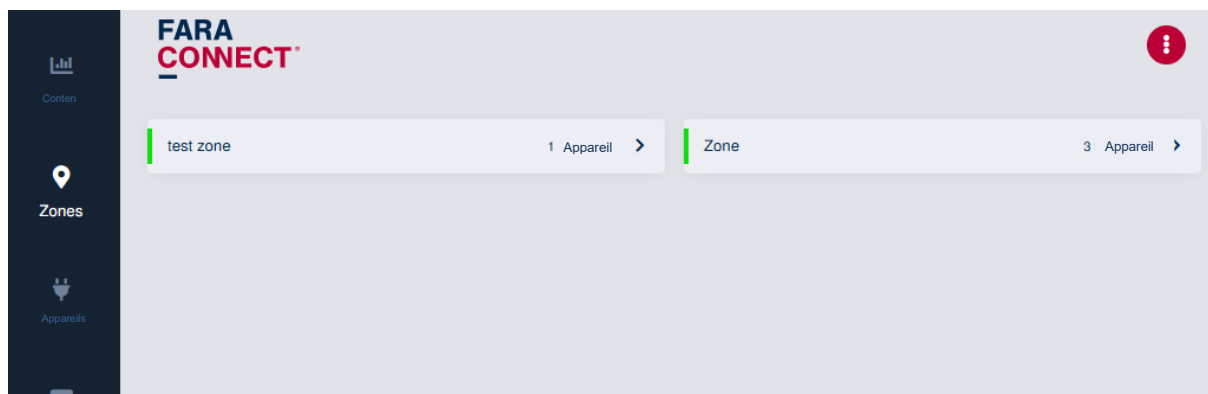 FARA
CONNECT®
Conten
Zones
Appareils
test zone 1 Appareil
Zone 3 Appareil